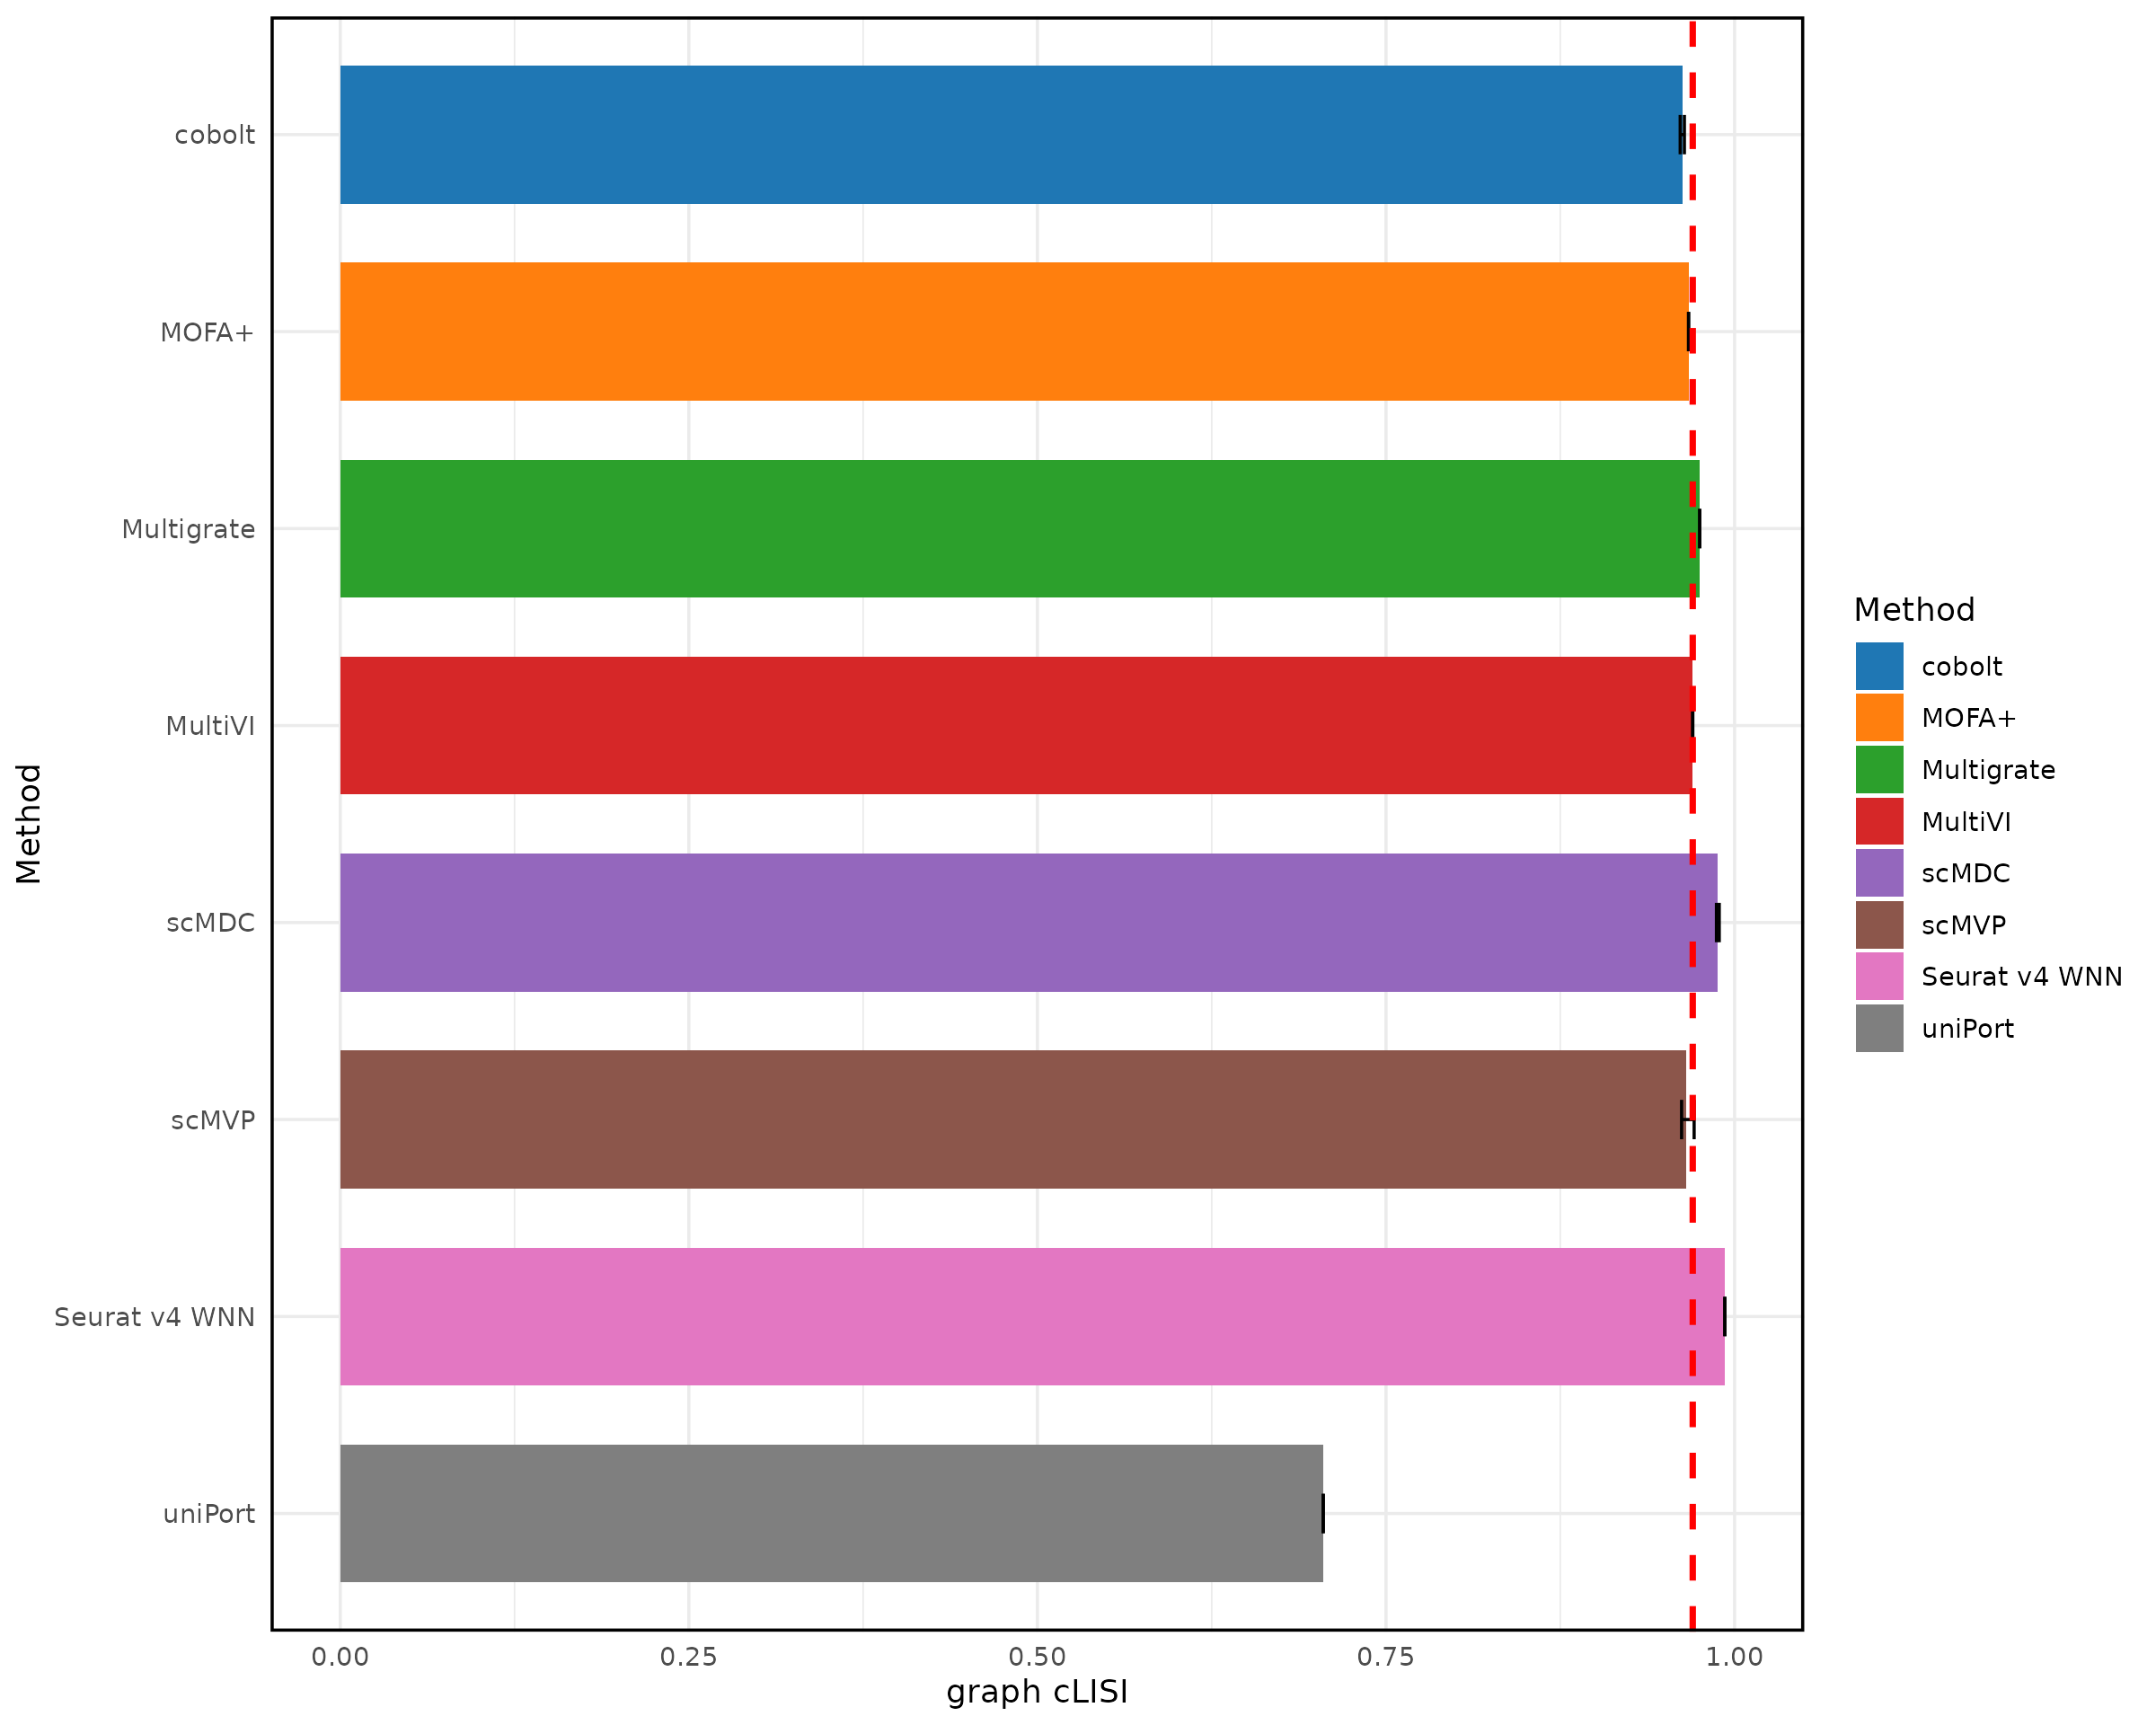 cobolt
MOFA+
Multigrate
MultiVI
scMDC
scMVP
Seurat v4 WNN
uniPort
Method
0.00 0.25 0.50 0.75 1.00
graph cLISI
Method
cobolt
MOFA+
Multigrate
MultiVI
scMDC
scMVP
Seurat v4 WNN
uniPort